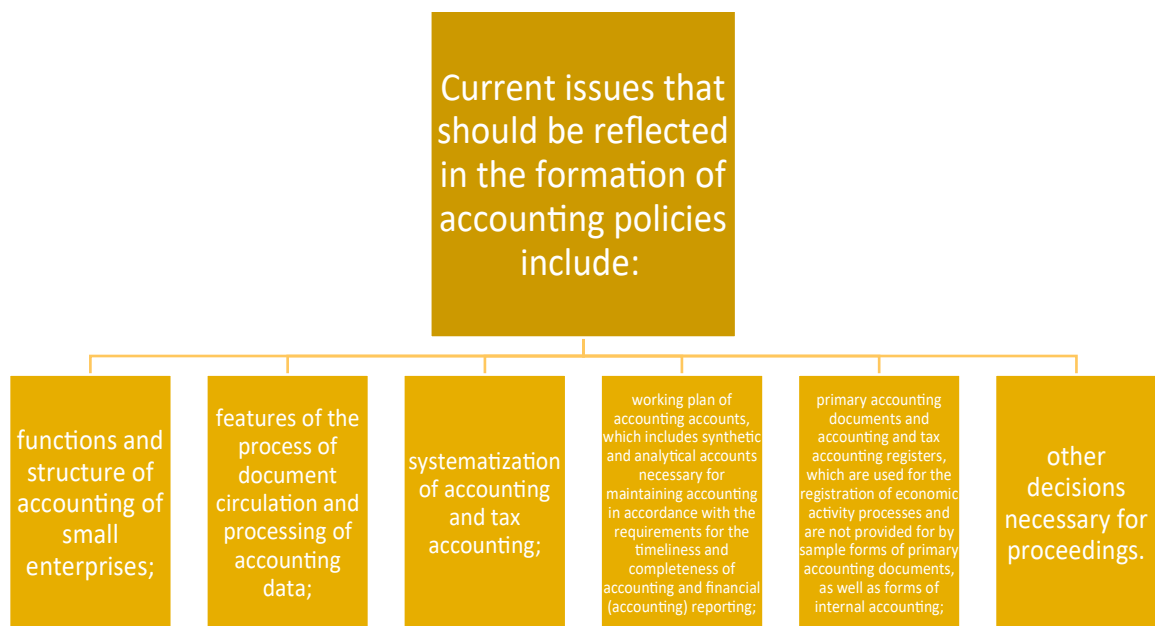 Current issues that
should be reflected
in the formation of
accounting policies
include:
functions and
structure of
accounting of
small
enterprises;
features of the
process of
document
circulation and
processing of
accounting
data;
systematization
of accounting
and tax
accounting;
working plan of
accounting accounts,
which includes synthetic
and analytical accounts
necessary for
maintaining accounting
in accordance with the
requirements for the
timeliness and
completeness of
accounting and financial
(accounting) reporting;
primary accounting
documents and
accounting and tax
accounting registers,
which are used for the
registration of economic
activity processes and
are not provided for by
sample forms of primary
accounting documents,
as well as forms of
internal accounting;
other
decisions
necessary for
proceedings.